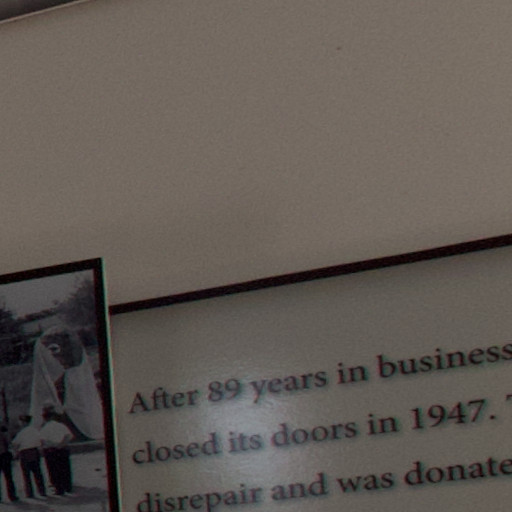 After 89 years in business
closed its doors in 1947.
disrepair and was donate